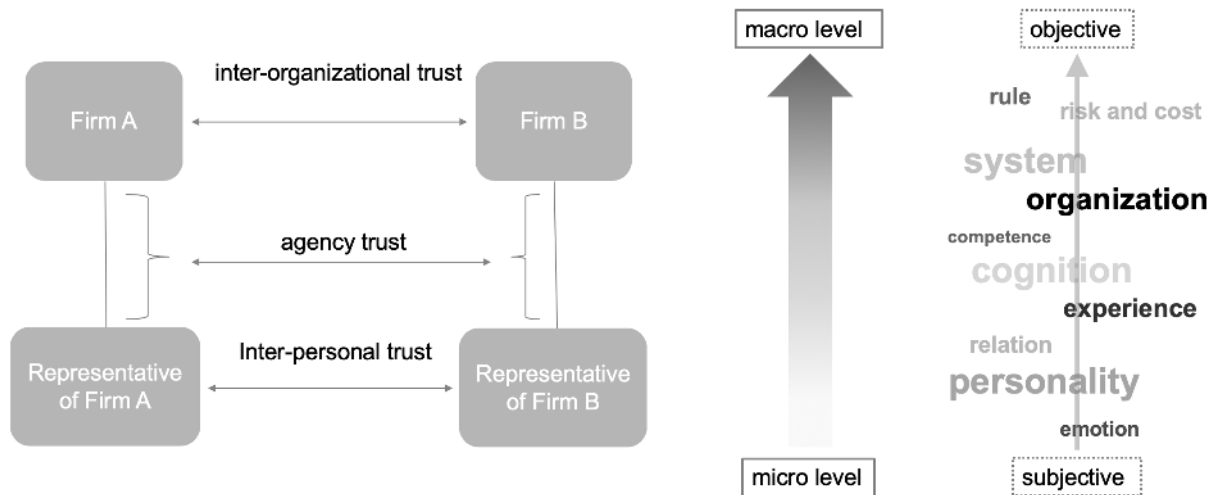 inter-organizational trust
Firm A
Firm B
agency trust
Inter-personal trust
Representative
of Firm A
Representative
of Firm B
macro level
micro level
objective
rule
risk and cost
system
organization
competence
cognition
experience
relation
personality
emotion
subjective